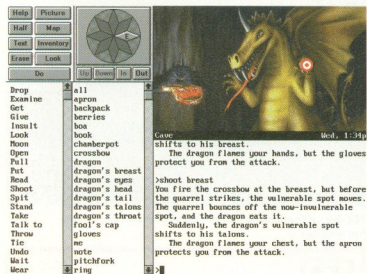 Help Picture
Half Map
Text Inventory
Erase Look
Do
E
Up Down In Out
Drop
Examine
Get
Give
Insult
Look
Moon
Open
Pull
Put
Read
Shoot
Spit
Stand
Take
Talk to
Throw
Tie
Undo
Wait
Wear
all
apron
berries
boa
book
chamberpot
crossbow
dragon
dragon's breast
dragon's eyes
dragon's head
dragon's tail
dragon's talons
dragon's throat
fool's cap
gloves
me
note
pitchfork
ring
Cave Wed, 1:34p
shifts to his breast.
The dragon flames your hands, but the gloves
protect you from the attack.
>shoot breast
You fire the crossbow at the breast, but before
the quarrel strikes, the vulnerable spot moves.
The quarrel bounces off the now-invulnerable
spot, and the dragon eats it.
Suddenly, the dragon's vulnerable spot
shifts to his talons.
The dragon flames your chest, but the apron
protects you from the attack.
>